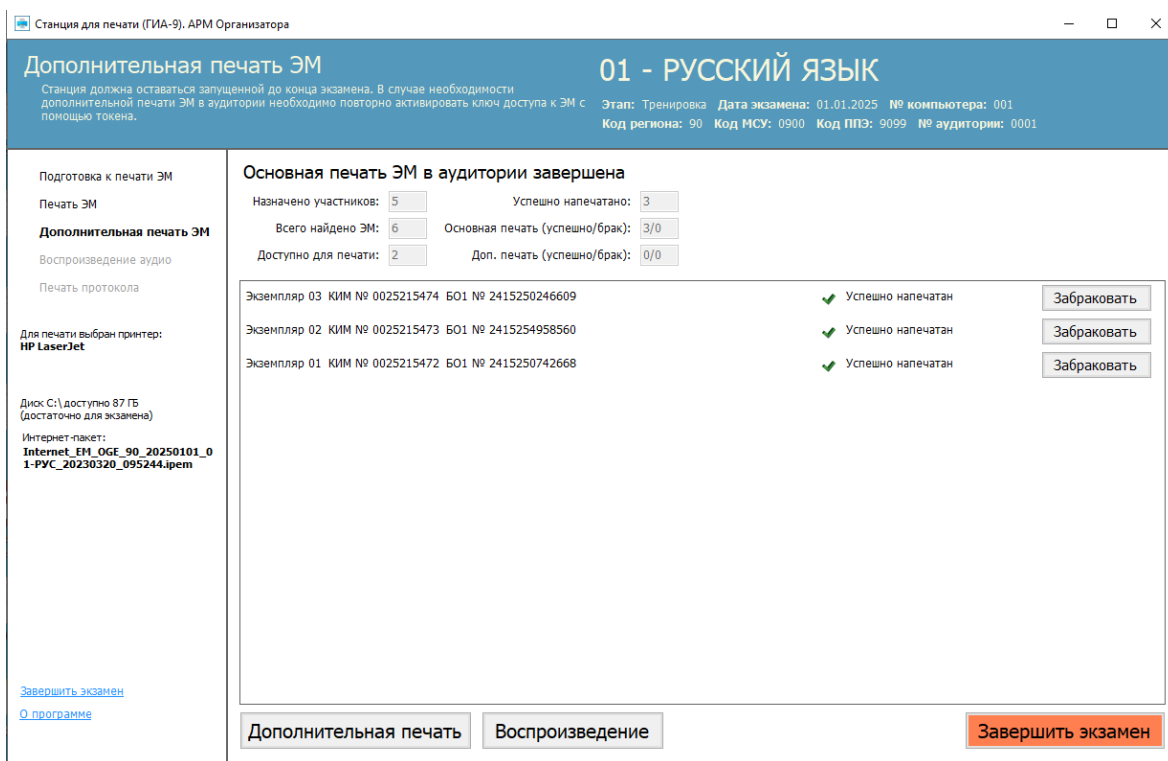 Станция для печати (ГИА-9). АРМ Организатора
Дополнительная печать ЭМ
Станция должна оставаться запущенной до конца экзамена. В случае необходимости
дополнительной печати ЭМ в аудитории необходимо повторно активировать ключ доступа к ЭМ с
помощью токена.
01 - РУССКИЙ ЯЗЫК
Этап: Тренировка Дата экзамена: 01.01.2025 № компьютера: 001
Код региона: 90 Код МСУ: 0900 Код ППЭ: 9099 № аудитории: 0001
Подготовка к печати ЭМ
Печать ЭМ
Дополнительная печать ЭМ
Воспроизведение аудио
Печать протокола
Для печати выбран принтер:
HP LaserJet
Диск C:\ доступно 87 ГБ
(достаточно для экзамена)
Интернет-пакет:
Internet_EM_OGE_90_20250101_0
1-РУС_20230320_095244.ipem
Завершить экзамен
О программе
Основная печать ЭМ в аудитории завершена
Назначено участников: 5 Успешно напечатано: 3
Всего найдено ЭМ: 6 Основная печать (успешно/брак): 3/0
Доступно для печати: 2 Доп. печать (успешно/брак): 0/0
Экземпляр 03 КИМ № 0025215474 БО1 № 2415250246609 Успешно напечатан Забраковать
Экземпляр 02 КИМ № 0025215473 БО1 № 2415254958560 Успешно напечатан Забраковать
Экземпляр 01 КИМ № 0025215472 БО1 № 2415250742668 Успешно напечатан Забраковать
Дополнительная печать Воспроизведение Завершить экзамен